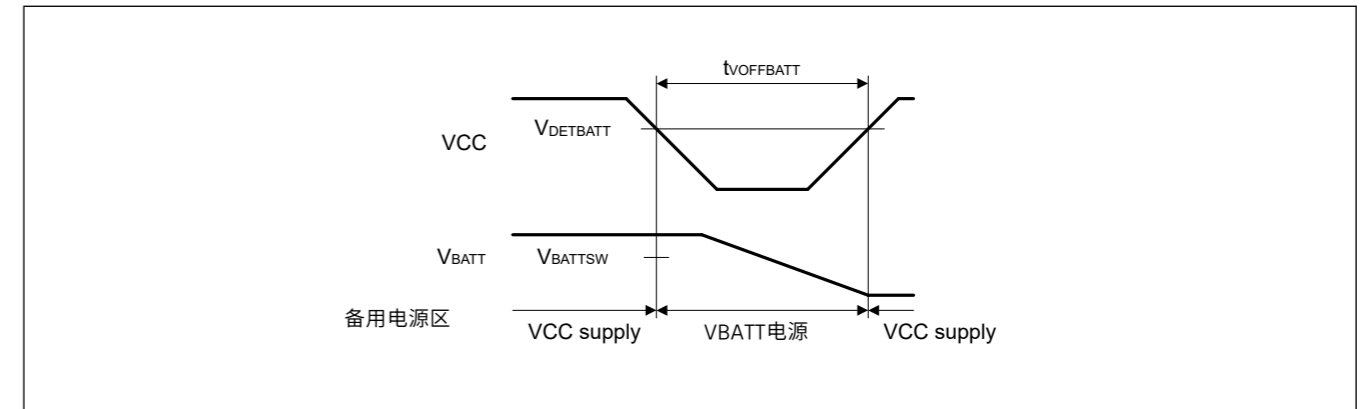 tVOFFBATT
VCC VDETBATT
VBATT VBATTSW
备用电源区 VCC supply VBATT电源 VCC supply